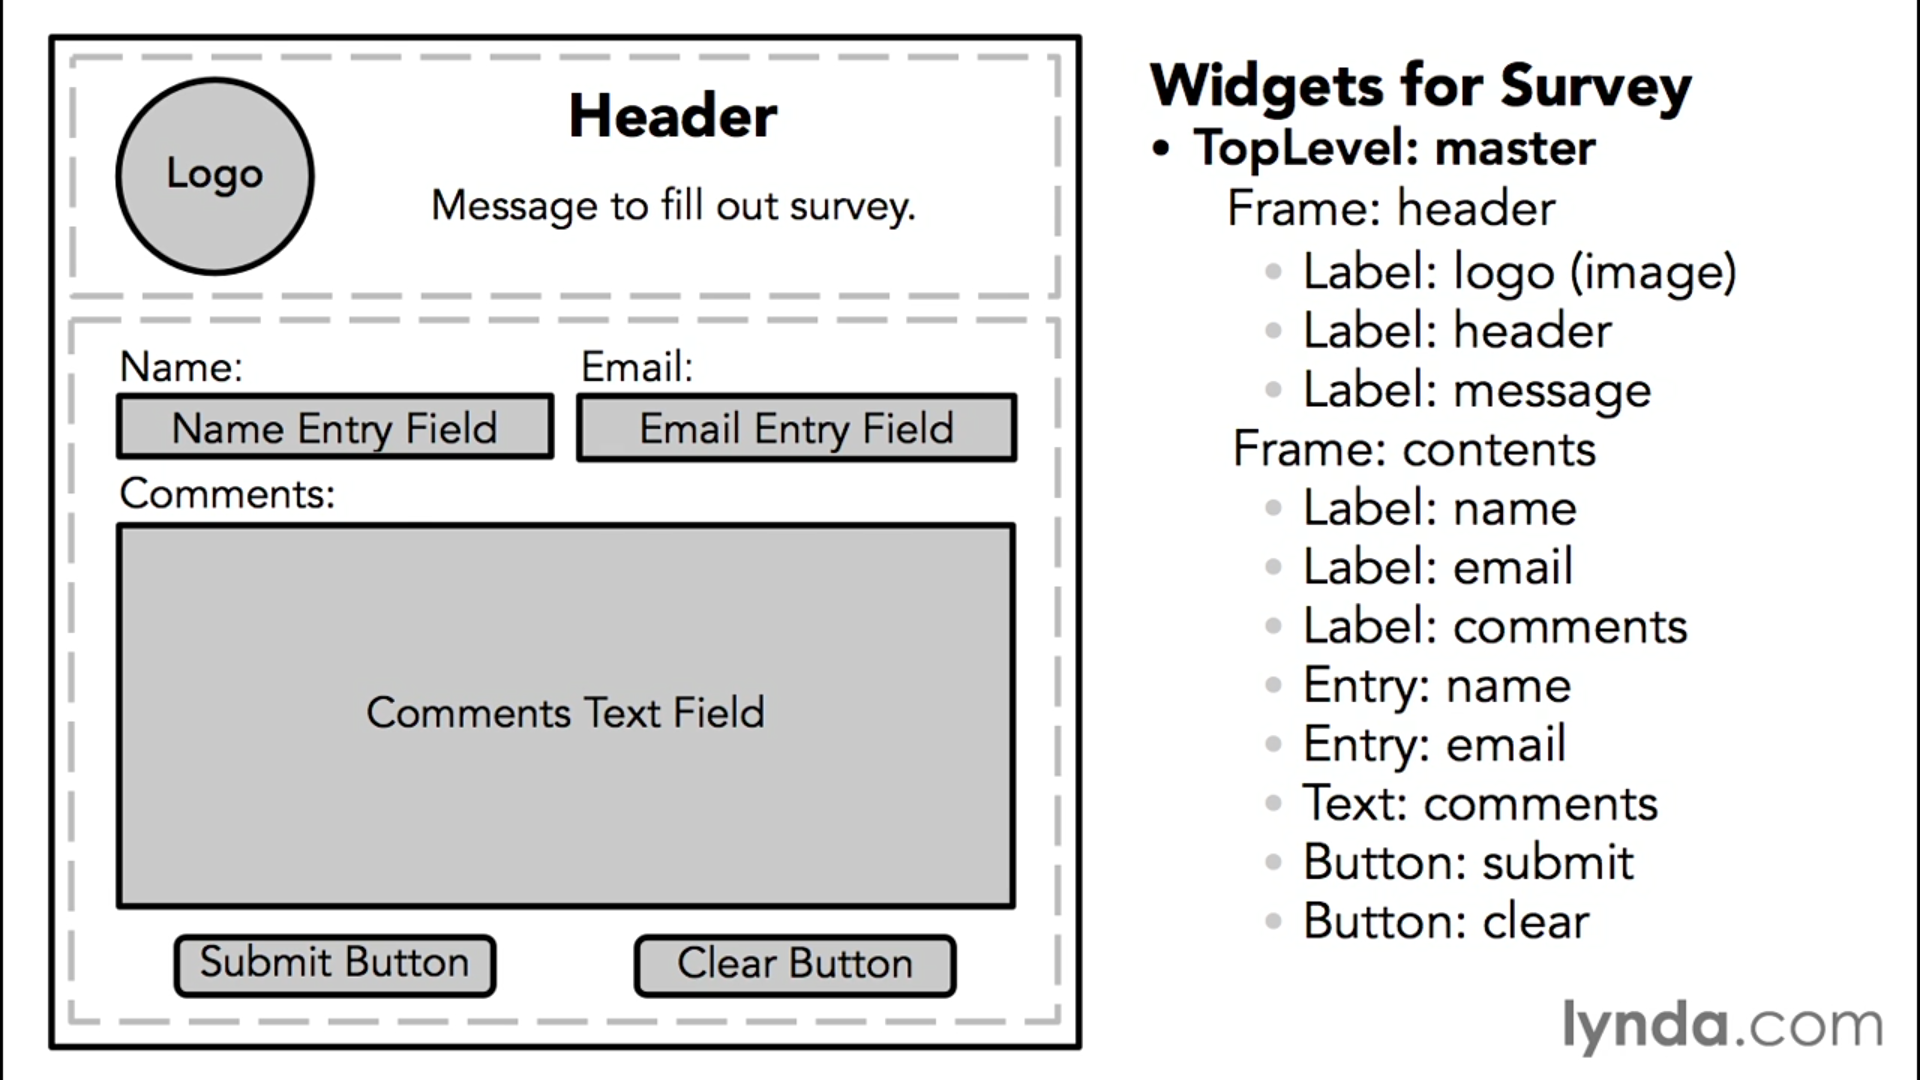 Logo
Header
Message to fill out survey.
Name:
Email:
Name Entry Field
Email Entry Field
Comments:
Comments Text Field
Submit Button
Clear Button
Widgets for Survey
• TopLevel: master
Frame: header
• Label: logo (image)
• Label: header
• Label: message
Frame: contents
• Label: name
• Label: email
• Label: comments
• Entry: name
• Entry: email
• Text: comments
• Button: submit
• Button: clear
lynda.com